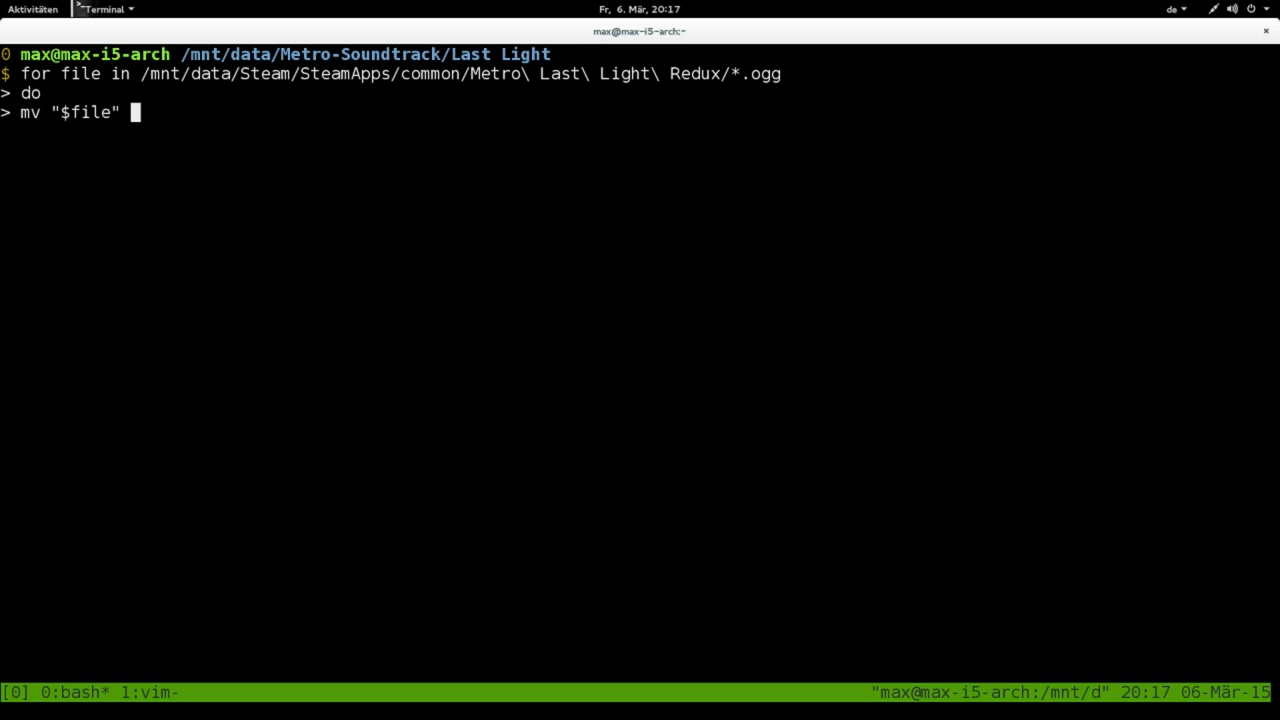 Aktivitäten Terminal Fr, 6. Mär, 20:17 de
max@max-i5-arch:~
0 max@max-i5-arch /mnt/data/Metro-Soundtrack/Last Light
$ for file in /mnt/data/Steam/SteamApps/common/Metro\ Last\ Light\ Redux/*.ogg
> do
> mv "$file"
[0] 0:bash* 1:vim- "max@max-i5-arch:/mnt/d" 20:17 06-Mär-15